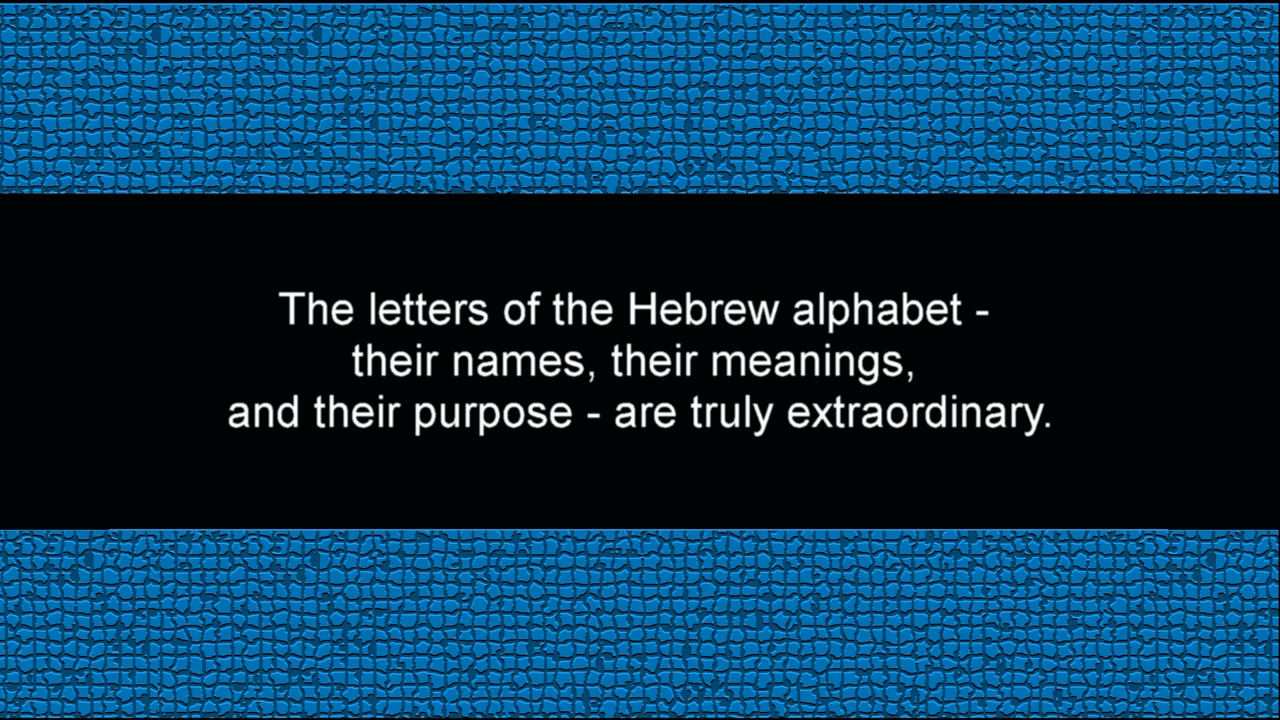 The letters of the Hebrew alphabet -
their names, their meanings,
and their purpose - are truly extraordinary.